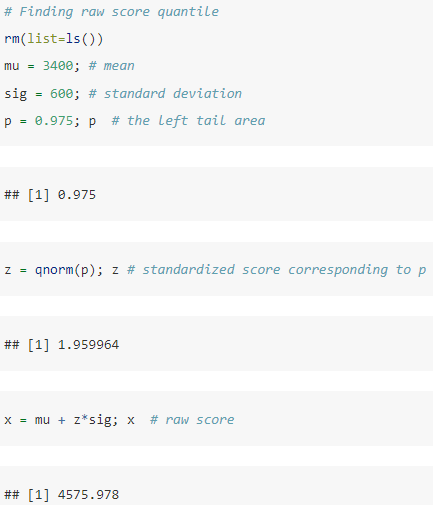 # Finding raw score quantile
rm(list=ls())
mu = 3400; # mean
sig = 600; # standard deviation
p = 0.975; p  # the left tail area
## [1] 0.975
z = qnorm(p); z # standardized score corresponding to p
## [1] 1.959964
x = mu + z*sig; x  # raw score
## [1] 4575.978